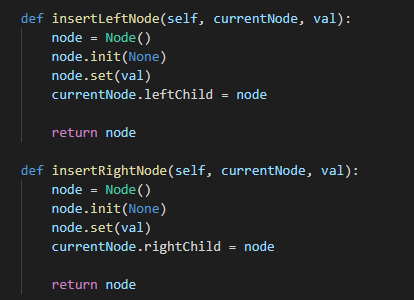 def insertLeftNode(self, currentNode, val):
    node = Node()
    node.init(None)
    node.set(val)
    currentNode.leftChild = node

    return node

def insertRightNode(self, currentNode, val):
    node = Node()
    node.init(None)
    node.set(val)
    currentNode.rightChild = node

    return node